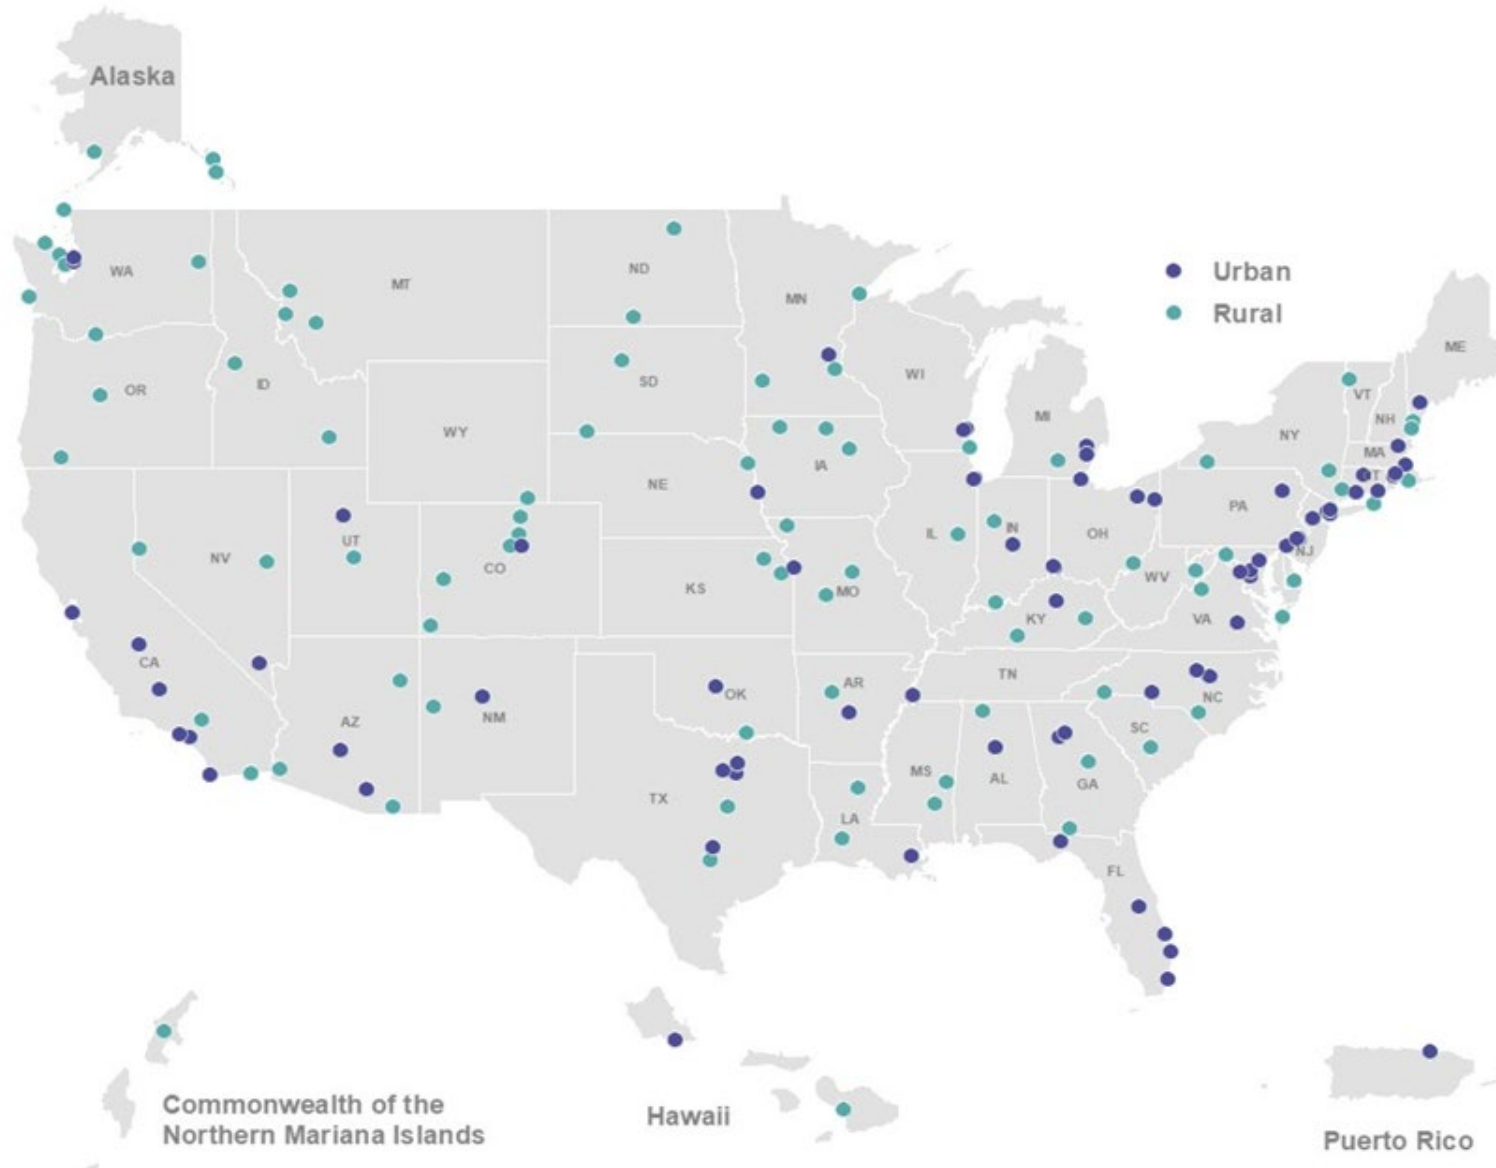 Alaska
WA
MT
ND
MN
Urban
Rural
ME
OR
ID
SD
WI
MI
VT
NH
WY
NY
MA
IA
NE
CT
PA
NV
UT
CO
IL
IN
OH
NJ
KS
MO
WV
KY
VA
CA
AZ
NM
OK
AR
TN
NC
SC
TX
MS
AL
GA
LA
FL
Commonwealth of the
Northern Mariana Islands
Hawaii
Puerto Rico